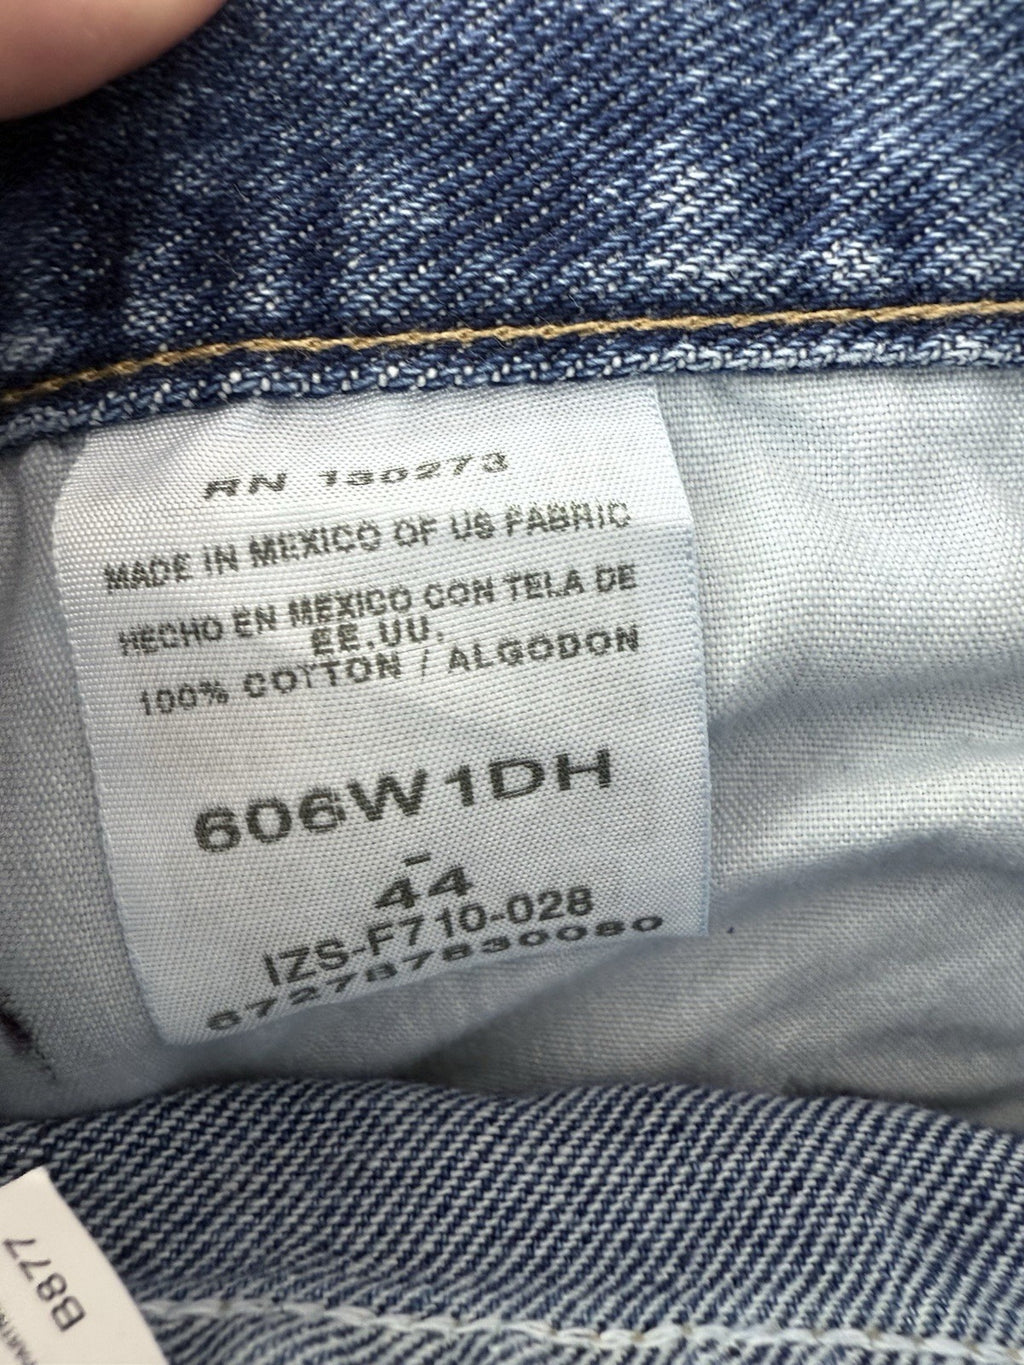 RN 130273
MADE IN MEXICO OF US FABRIC
HECHO EN MEXICO CON TELA DE
EE.UU.
100% COTTON / ALGODON
606W1DH
-
44
IZS-F710-028
672787830080
B877